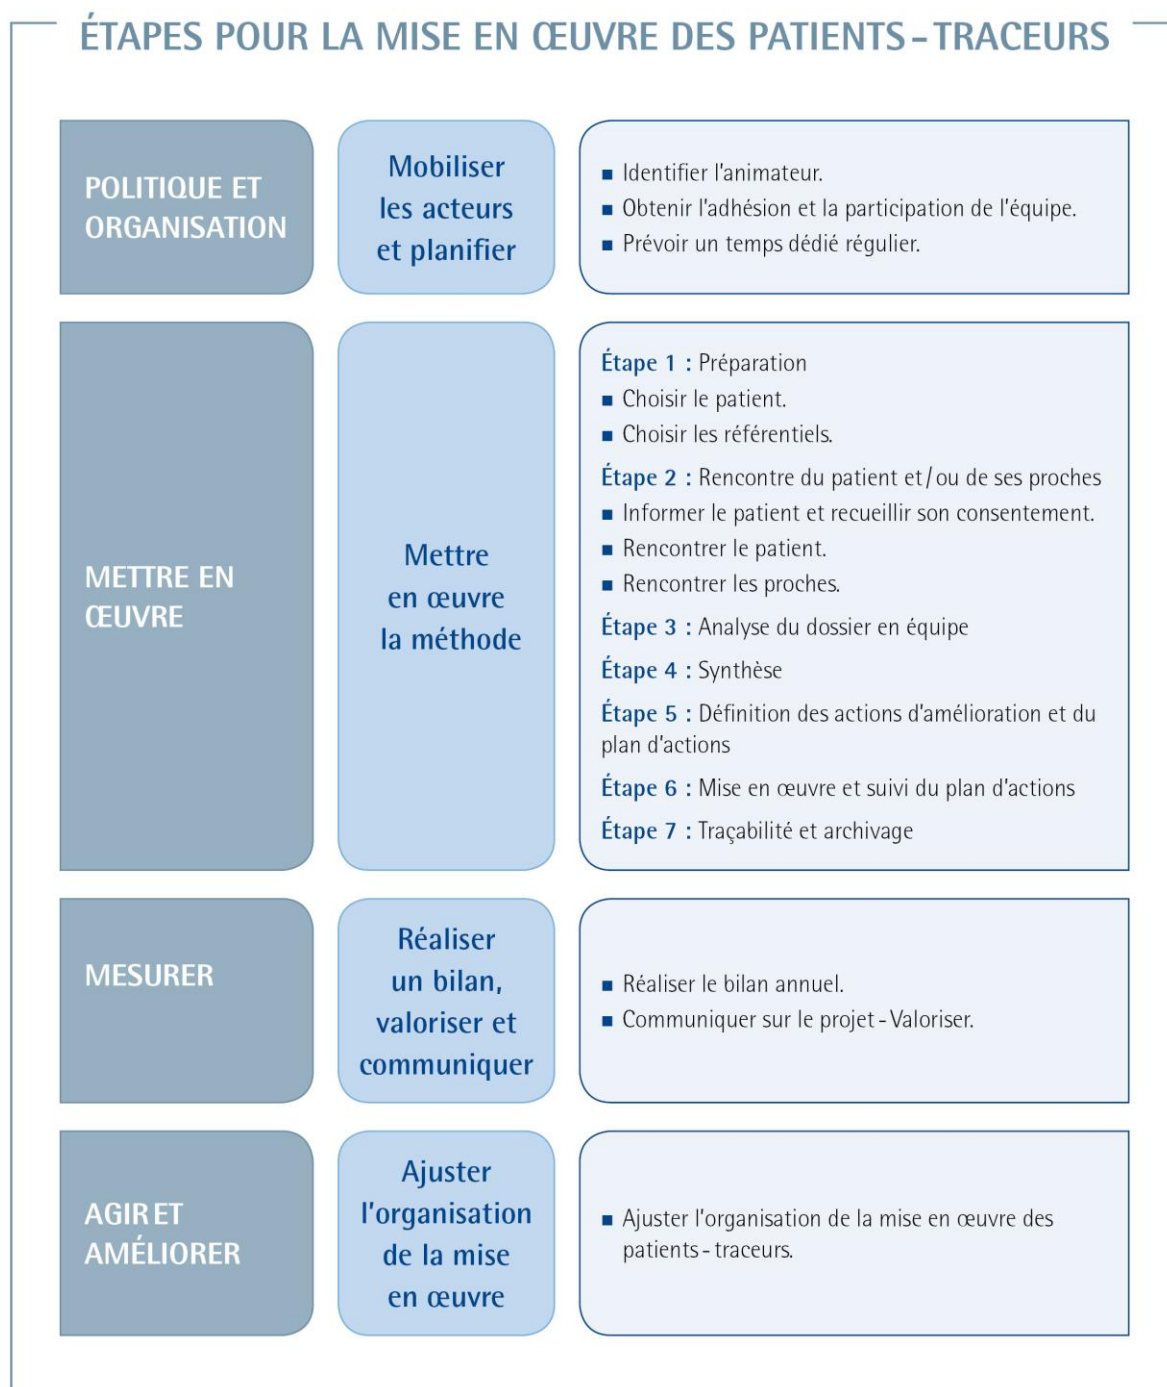 ÉTAPES POUR LA MISE EN ŒUVRE DES PATIENTS-TRACEURS
POLITIQUE ET
ORGANISATION
Mobiliser
les acteurs
et planifier
■ Identifier l'animateur.
■ Obtenir l'adhésion et la participation de l'équipe.
■ Prévoir un temps dédié régulier.
METTRE EN
ŒUVRE
Mettre
en œuvre
la méthode
Étape 1 : Préparation
■ Choisir le patient.
■ Choisir les référentiels.
Étape 2 : Rencontre du patient et/ou de ses proches
■ Informer le patient et recueillir son consentement.
■ Rencontrer le patient.
■ Rencontrer les proches.
Étape 3 : Analyse du dossier en équipe
Étape 4 : Synthèse
Étape 5 : Définition des actions d'amélioration et du
plan d'actions
Étape 6 : Mise en œuvre et suivi du plan d'actions
Étape 7 : Traçabilité et archivage
MESURER
Réaliser
un bilan,
valoriser et
communiquer
■ Réaliser le bilan annuel.
■ Communiquer sur le projet - Valoriser.
AGIR ET
AMÉLIORER
Ajuster
l'organisation
de la mise
en œuvre
■ Ajuster l'organisation de la mise en œuvre des
patients-traceurs.